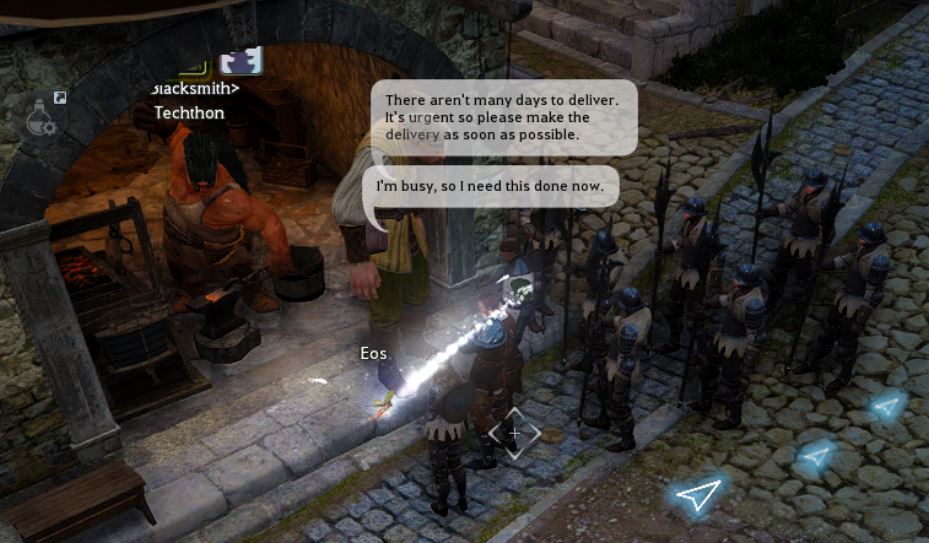 Techthon
There aren't many days to deliver.
It's urgent so please make the
delivery as soon as possible.
I'm busy, so I need this done now.
Eos